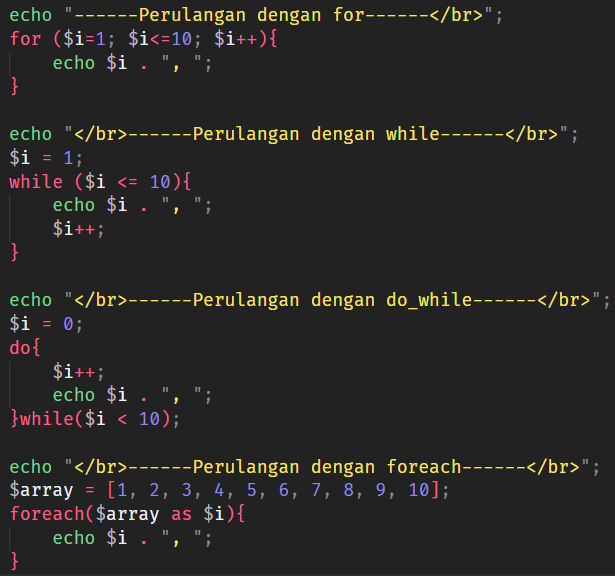 echo "------Perulangan dengan for------</br>";
for ($i=1; $i<=10; $i++){
    echo $i . ", ";
}

echo "</br>------Perulangan dengan while------</br>";
$i = 1;
while ($i <= 10){
    echo $i . ", ";
    $i++;
}

echo "</br>------Perulangan dengan do_while------</br>";
$i = 0;
do{
    $i++;
    echo $i . ", ";
}while($i < 10);

echo "</br>------Perulangan dengan foreach------</br>";
$array = [1, 2, 3, 4, 5, 6, 7, 8, 9, 10];
foreach($array as $i){
    echo $i . ", ";
}